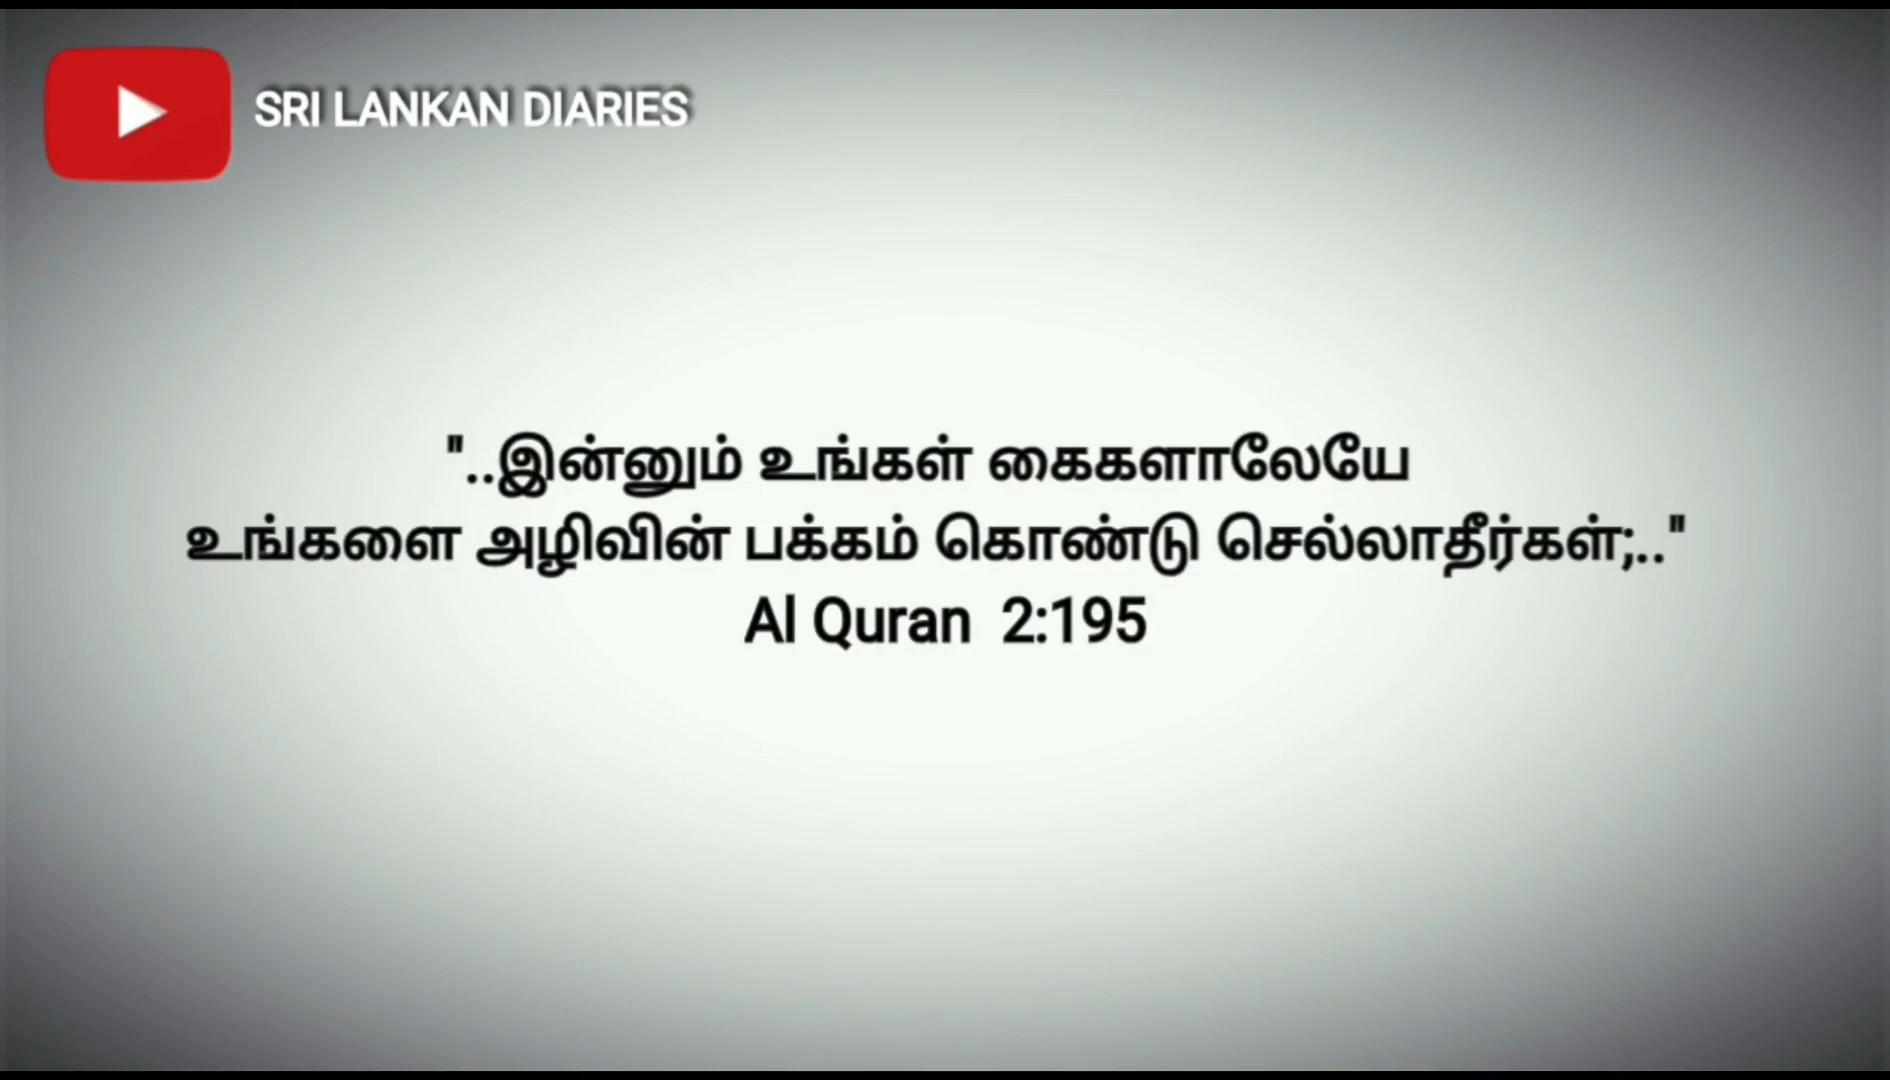 SRI LANKAN DIARIES
"..இன்னும் உங்கள் கைகளாலேயே
உங்களை அழிவின் பக்கம் கொண்டு செல்லாதீர்கள்;.."
Al Quran 2:195